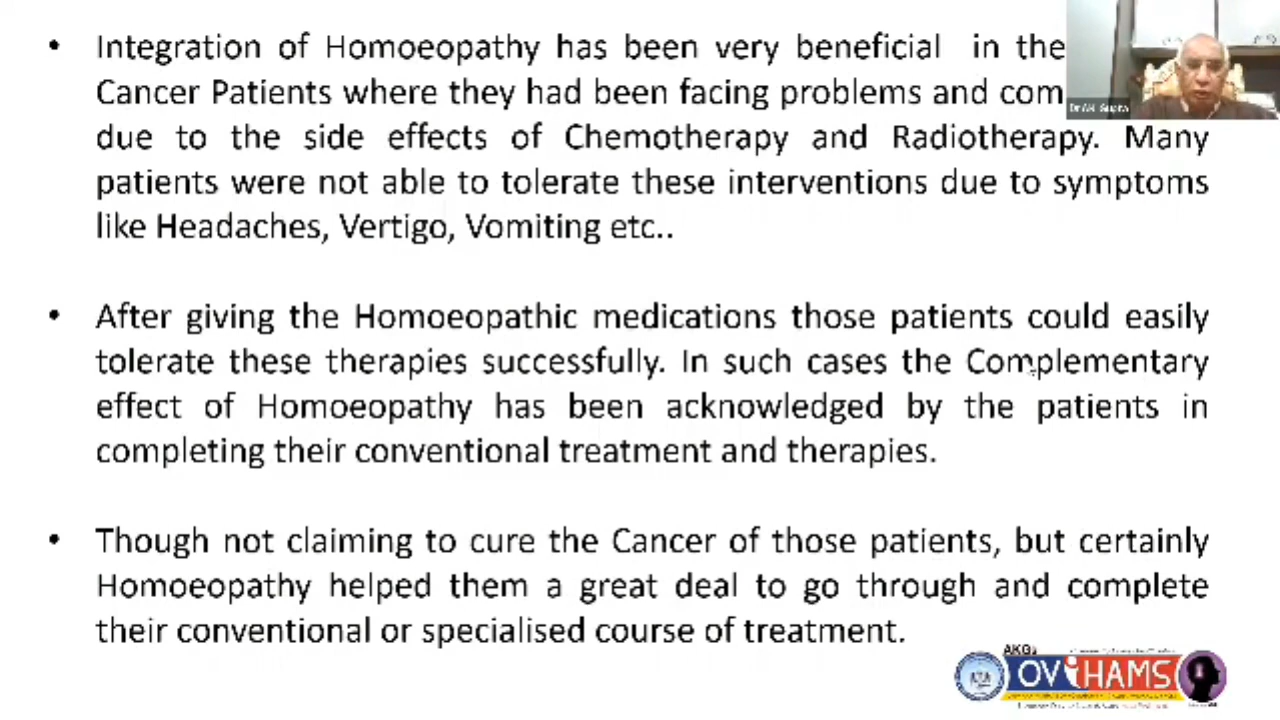 • Integration of Homoeopathy has been very beneficial in the
Cancer Patients where they had been facing problems and com
due to the side effects of Chemotherapy and Radiotherapy. Many
patients were not able to tolerate these interventions due to symptoms
like Headaches, Vertigo, Vomiting etc..
• After giving the Homoeopathic medications those patients could easily
tolerate these therapies successfully. In such cases the Complementary
effect of Homoeopathy has been acknowledged by the patients in
completing their conventional treatment and therapies.
• Though not claiming to cure the Cancer of those patients, but certainly
Homoeopathy helped them a great deal to go through and complete
their conventional or specialised course of treatment.
Gupta
AKGs
OViHAMS